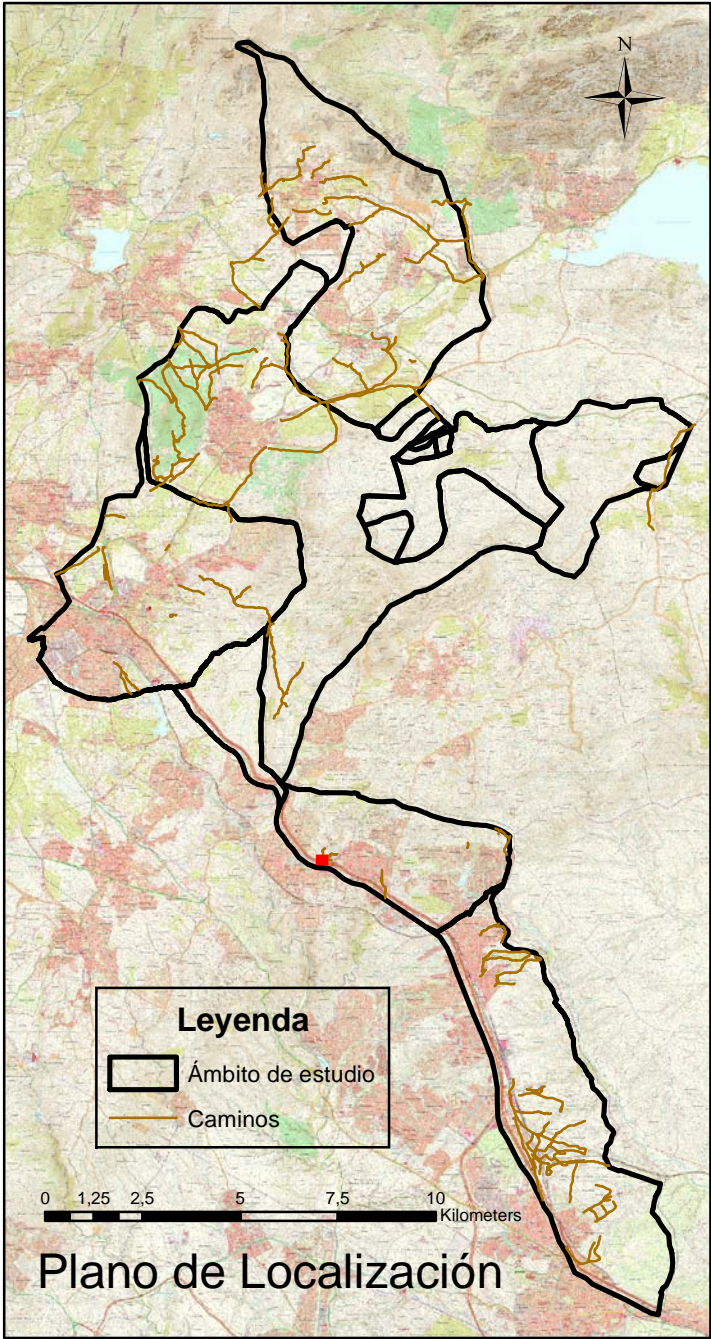 N
Leyenda
Ámbito de estudio
Caminos
0 1,25 2,5 5 7,5 10
Kilometers
Plano de Localización